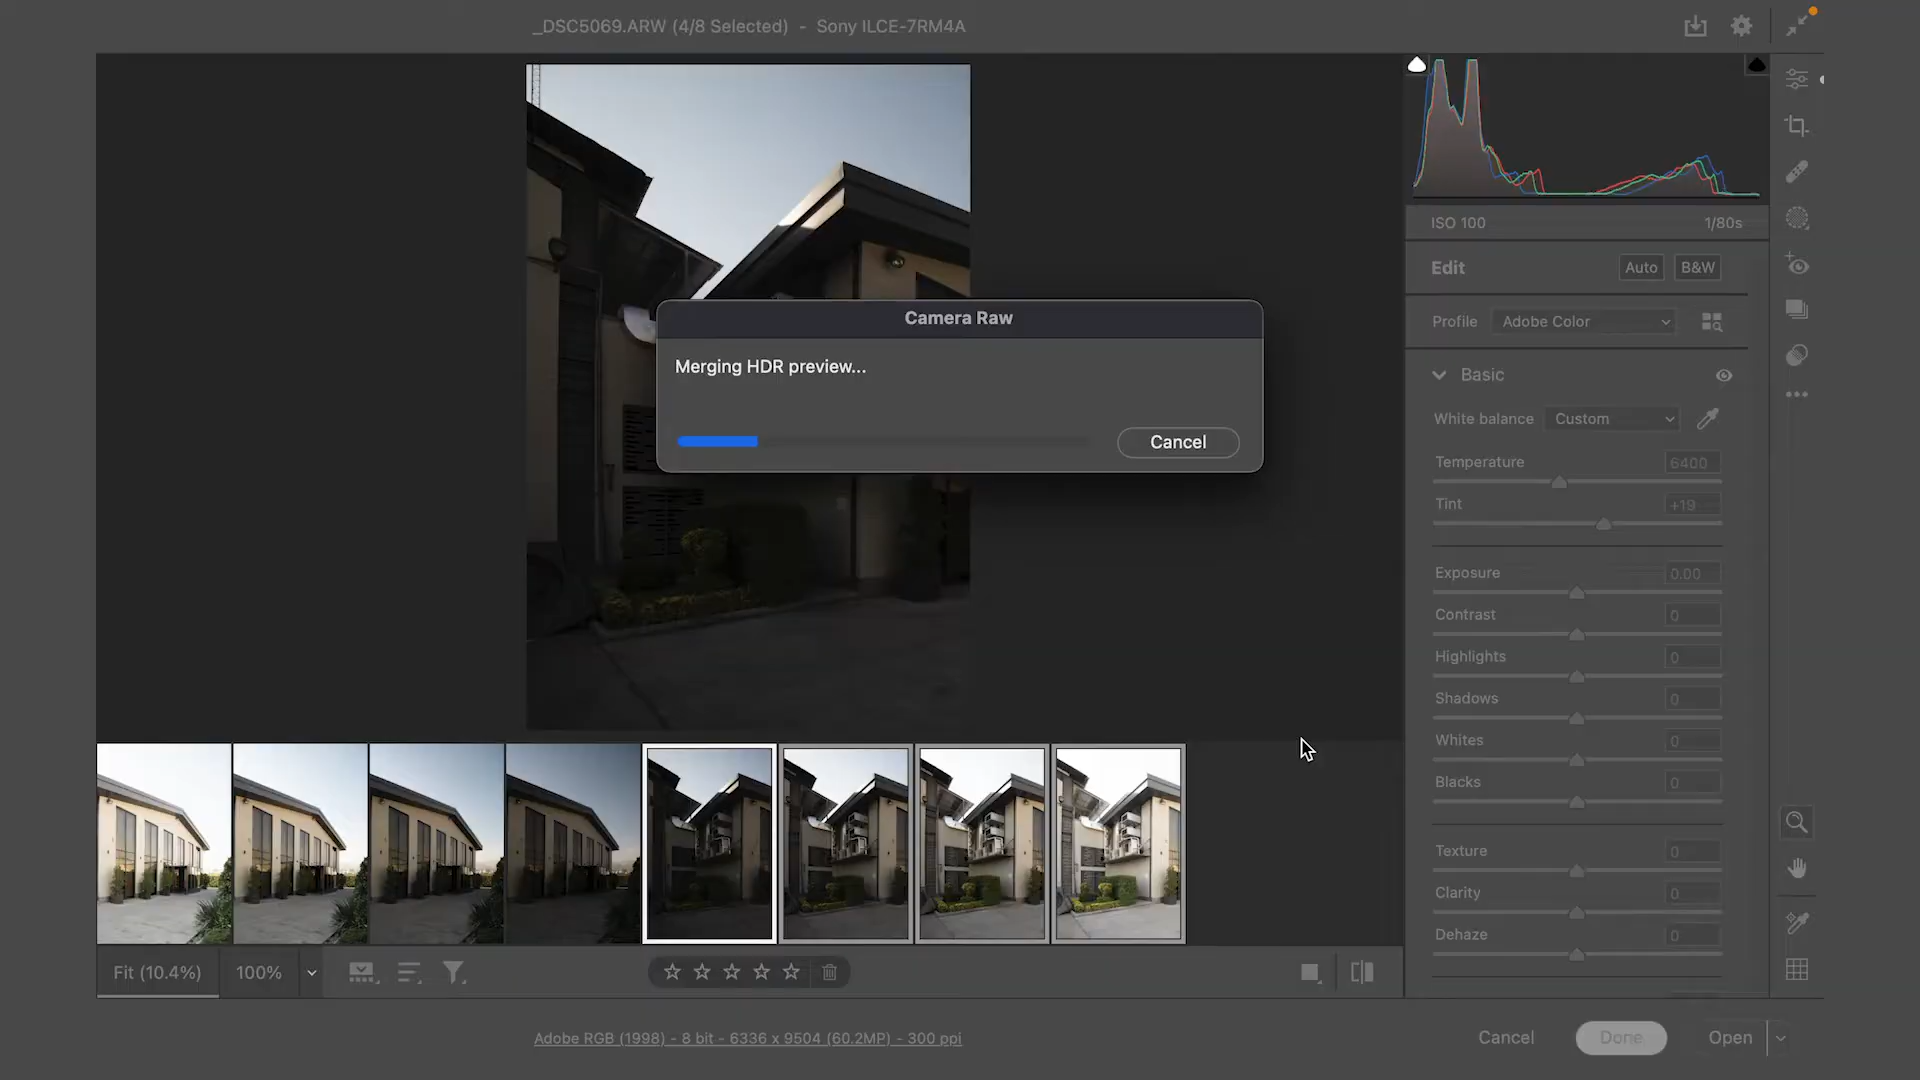 _DSC5069.ARW (4/8 Selected)  -  Sony ILCE-7RM4A
ISO 100
1/80s
Edit
Auto
B&W
Profile
Adobe Color
Camera Raw
Merging HDR preview...
Cancel
Basic
White balance
Custom
Temperature
6400
Tint
+19
Exposure
0.00
Contrast
0
Highlights
0
Shadows
0
Whites
0
Blacks
0
Texture
0
Clarity
0
Dehaze
0
Fit (10.4%)
100%
Adobe RGB (1998) - 8 bit - 6336 x 9504 (60.2MP) - 300 ppi
Cancel
Done
Open